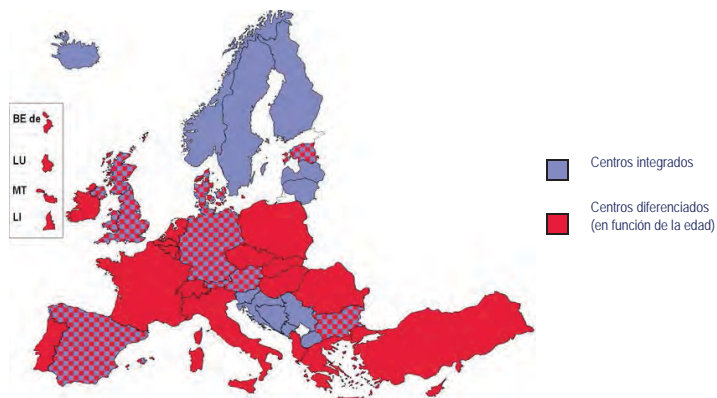 BE de
LU
MT
LI
Centros integrados
Centros diferenciados
(en función de la edad)